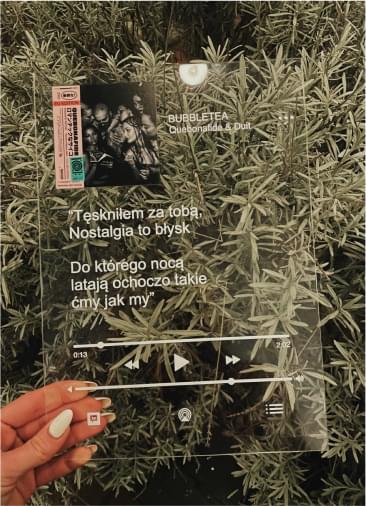 BUBBLETEA
Quebonafide & Duit
"Tęskniłem za tobą,
Nostalgia to błysk
Do którego nocą
latają ochoczo takie
ćmy jak my"
0:13
2:02